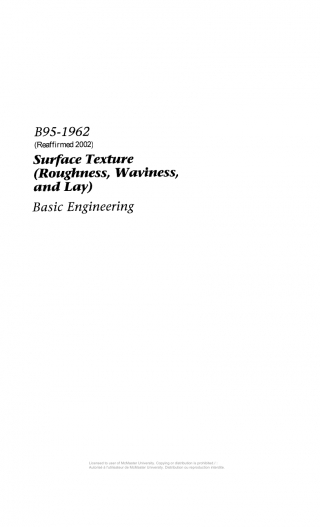 B95-1962
(Reaffirmed 2002)
Surface Texture
(Roughness, Waviness,
and Lay)
Basic Engineering
Licensed to user of McMaster University. Copying or distribution is prohibited./
Autorisé à l'utilisateur de McMaster University. Distribution ou reproduction interdite.